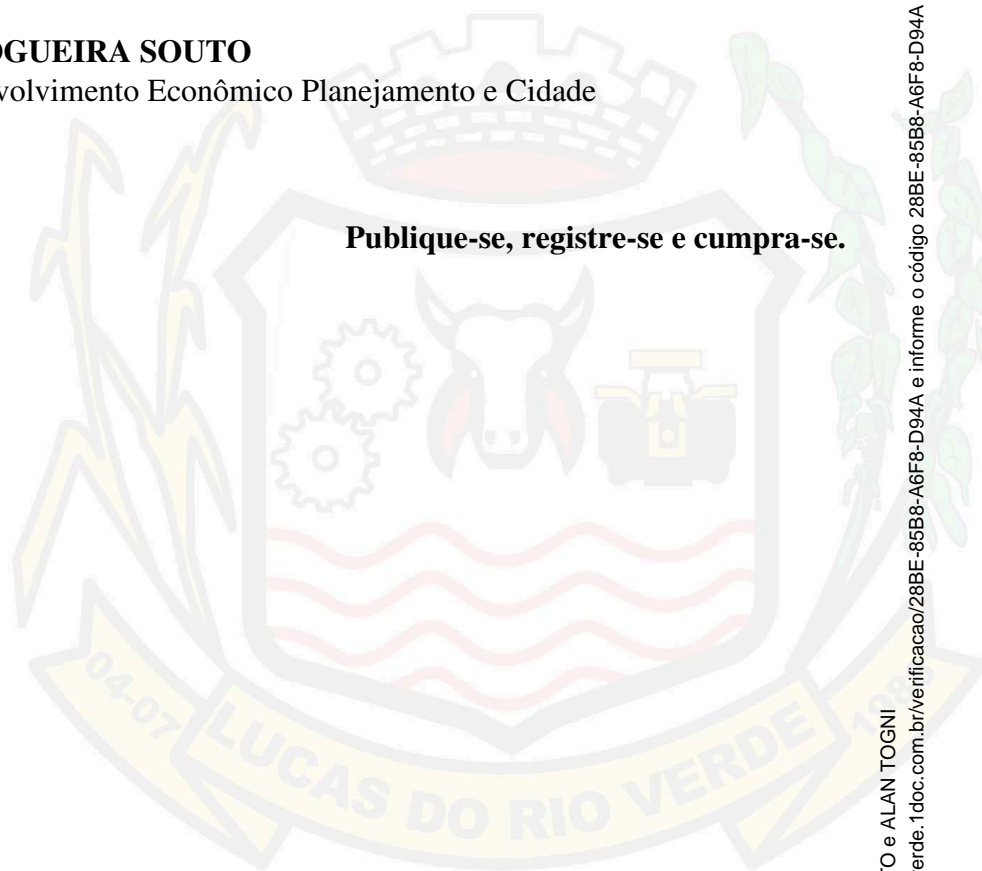 OGUEIRA SOUTO
volvimento Econômico Planejamento e Cidade
Publique-se, registre-se e cumpra-se.
04-07 LUCAS DO RIO VERDE
TO e ALAN TOGNI
erde.1doc.com.br/verificacao/28BE-85B8-A6F8-D94A e informe o código 28BE-85B8-A6F8-D94A